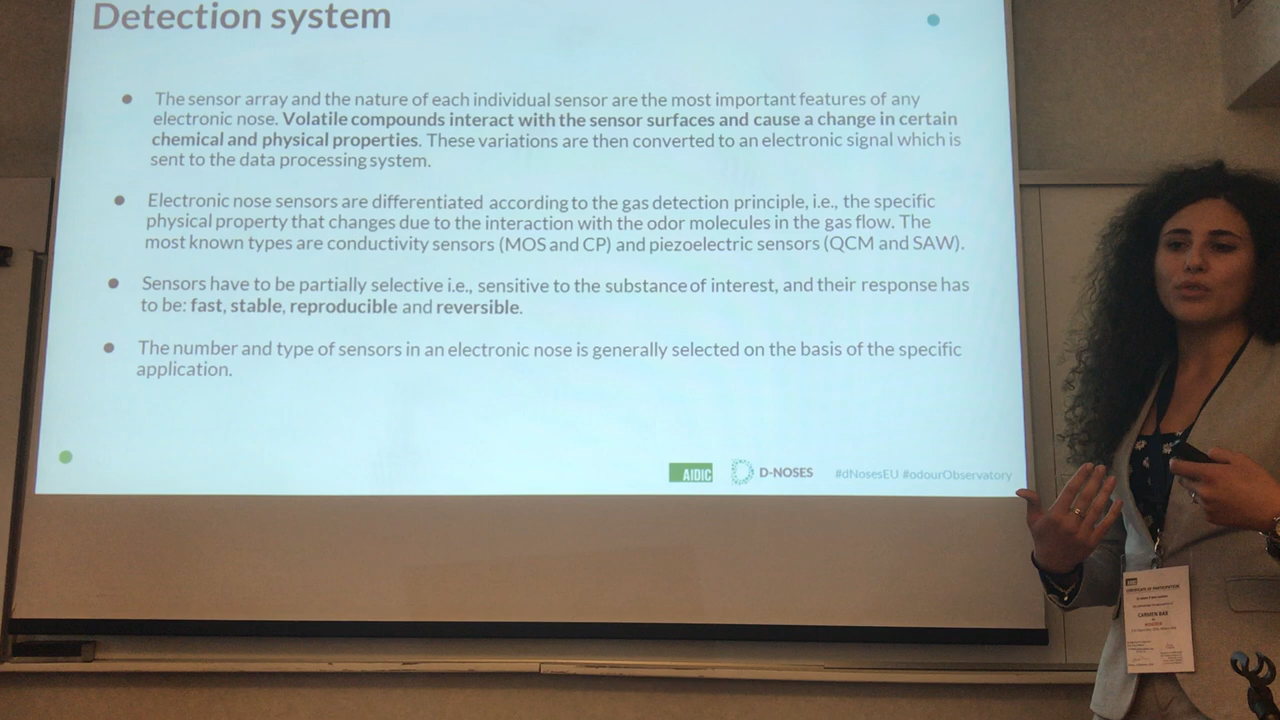 Detection system
● The sensor array and the nature of each individual sensor are the most important features of any
electronic nose. Volatile compounds interact with the sensor surfaces and cause a change in certain
chemical and physical properties. These variations are then converted to an electronic signal which is
sent to the data processing system.
● Electronic nose sensors are differentiated according to the gas detection principle, i.e., the specific
physical property that changes due to the interaction with the odor molecules in the gas flow. The
most known types are conductivity sensors (MOS and CP) and piezoelectric sensors (QCM and SAW).
● Sensors have to be partially selective i.e., sensitive to the substance of interest, and their response has
to be: fast, stable, reproducible and reversible.
● The number and type of sensors in an electronic nose is generally selected on the basis of the specific
application.
AIDIC D-NOSES #dNosesEU #odourObservatory
CERTIFICATE OF PARTICIPATION
CARMEN BAX